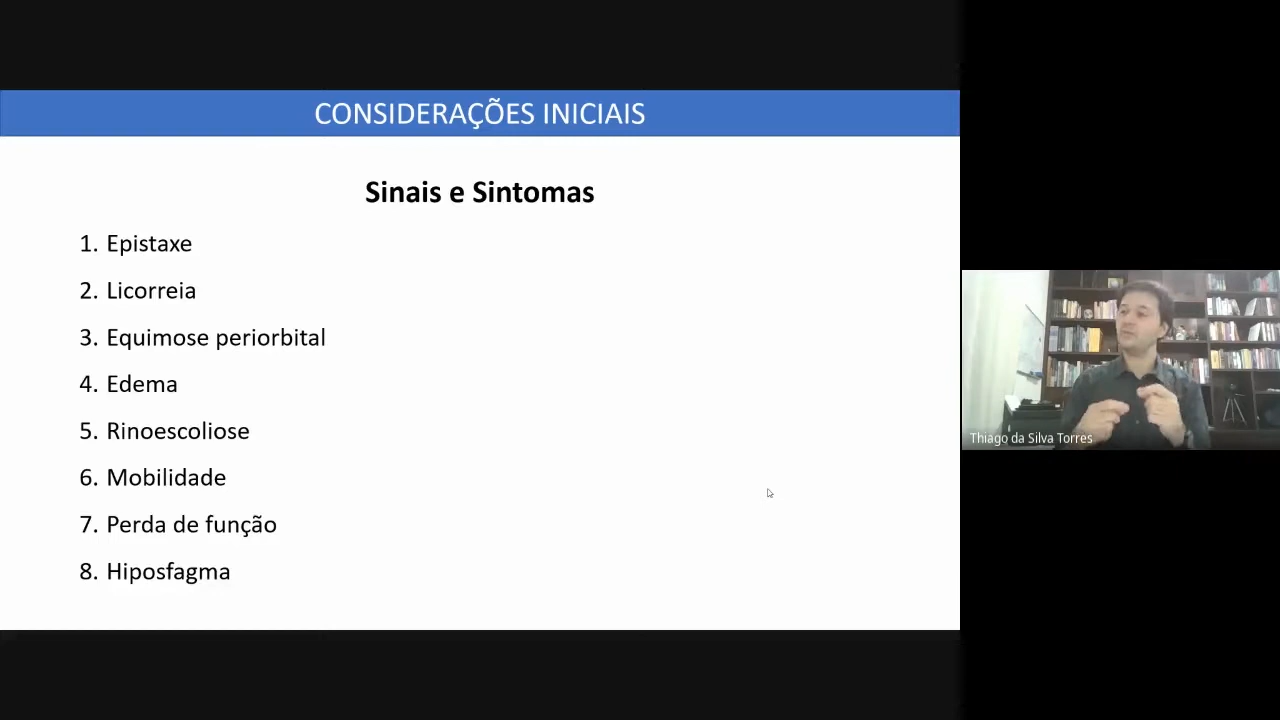 CONSIDERAÇÕES INICIAIS
Sinais e Sintomas
1. Epistaxe
2. Licorreia
3. Equimose periorbital
4. Edema
5. Rinoescoliose
6. Mobilidade
7. Perda de função
8. Hiposfagma
Thiago da Silva Torres